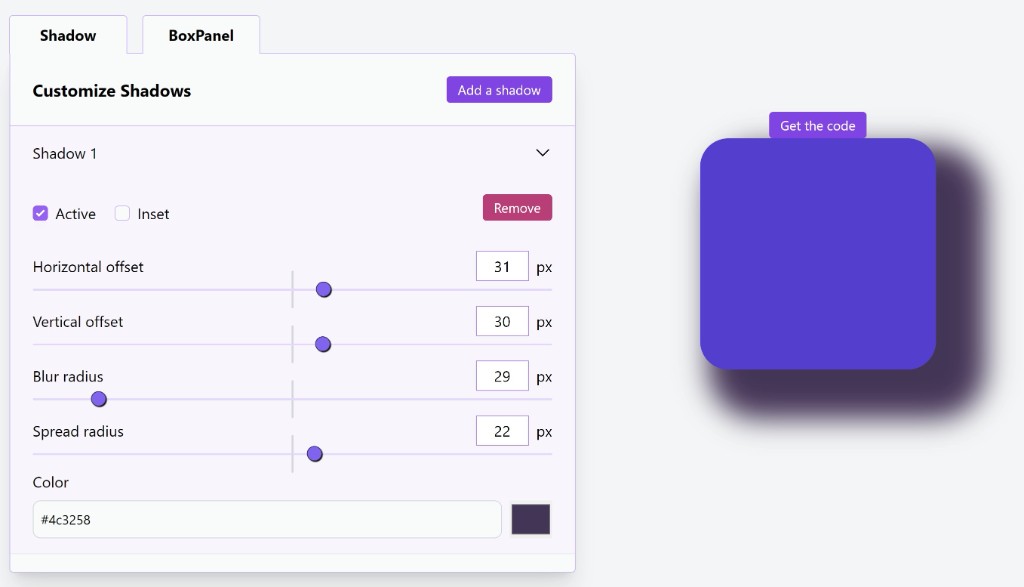 Shadow
BoxPanel
Customize Shadows
Add a shadow
Shadow 1
Active
Inset
Remove
Horizontal offset
31 px
Vertical offset
30 px
Blur radius
29 px
Spread radius
22 px
Color
#4c3258
Get the code